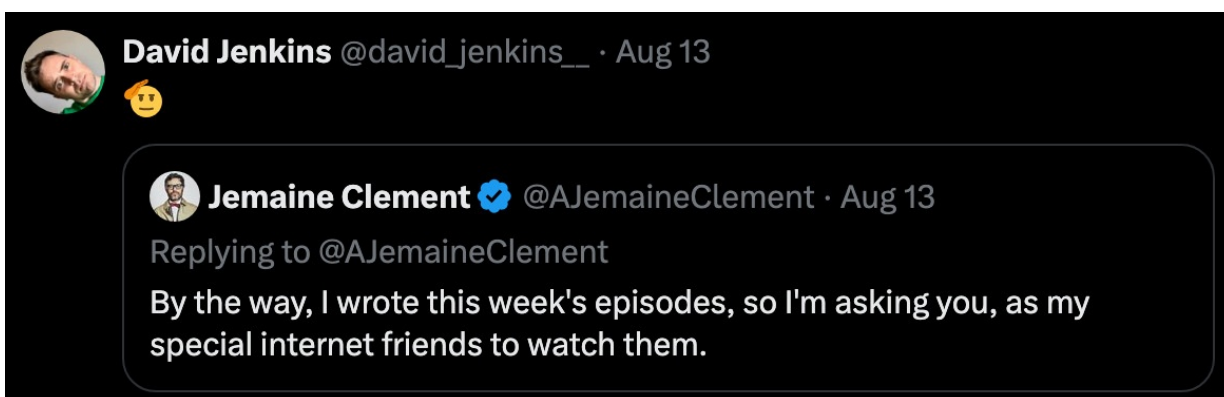 David Jenkins @david_jenkins__ · Aug 13
🫡
Jemaine Clement @AJemaineClement · Aug 13
Replying to @AJemaineClement
By the way, I wrote this week's episodes, so I'm asking you, as my
special internet friends to watch them.